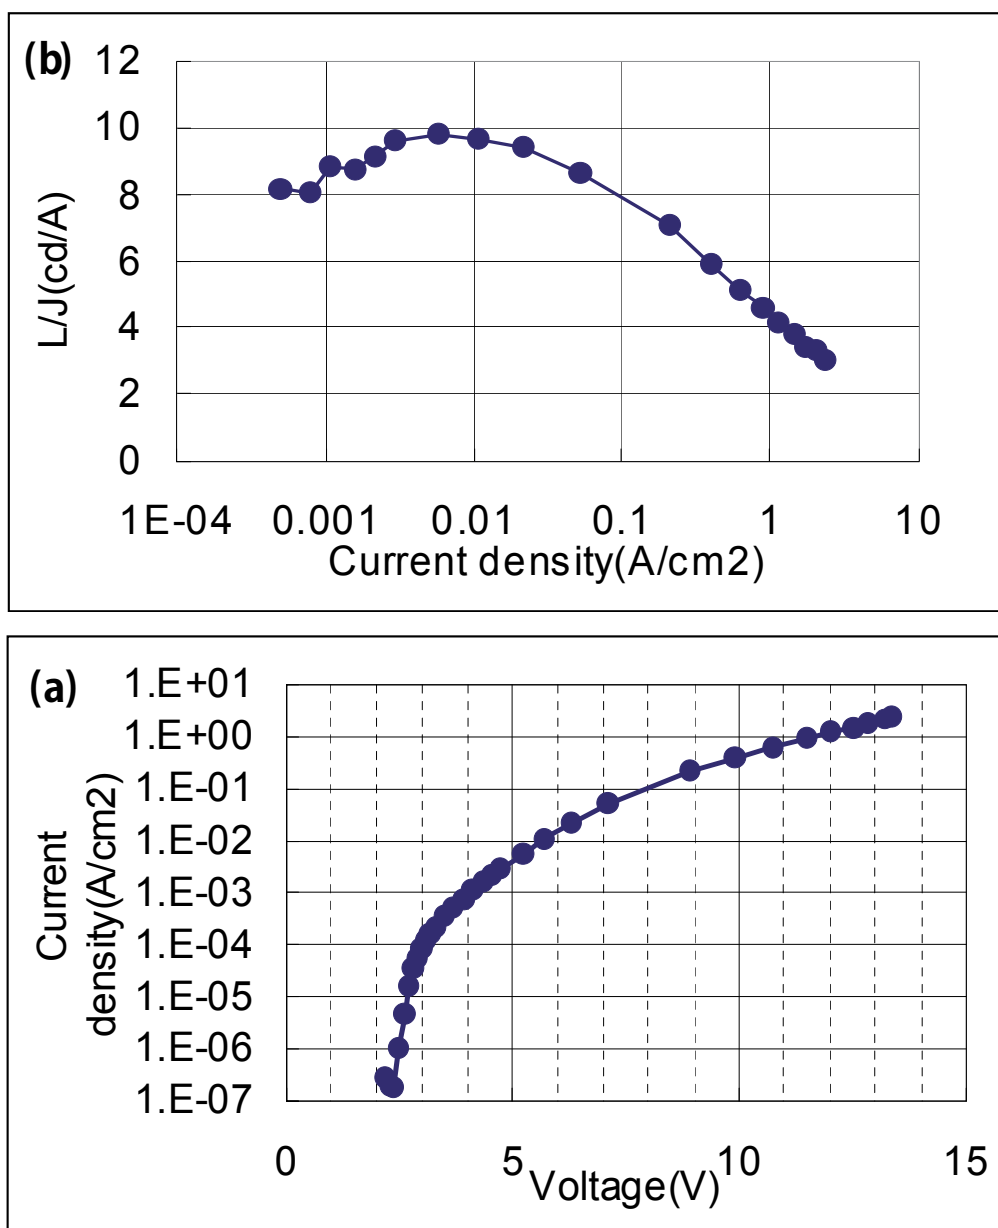 (b)
12
10
8
6
4
2
0
L/J(cd/A)
1E-04 0.001 0.01 0.1 1 10
Current density(A/cm2)
(a)
1.E+01
1.E+00
1.E-01
1.E-02
1.E-03
1.E-04
1.E-05
1.E-06
1.E-07
Current
density(A/cm2)
0 5 10 15
Voltage(V)